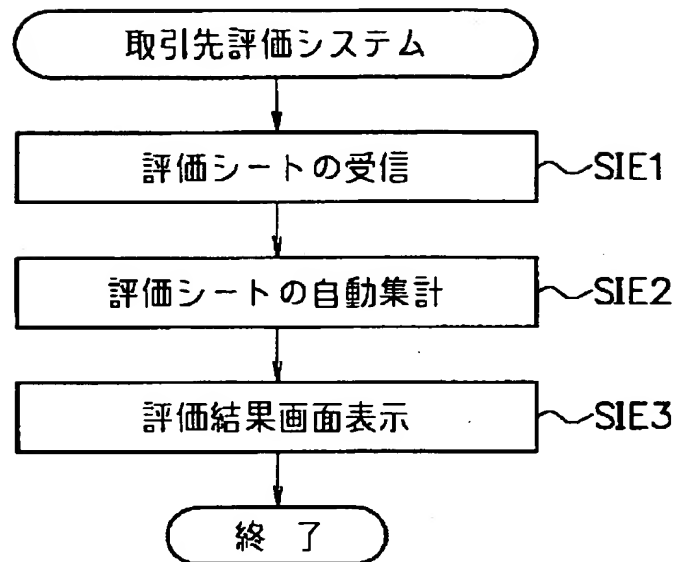 取引先評価システム
評価シートの受信 SIE1
評価シートの自動集計 SIE2
評価結果画面表示 SIE3
終 了